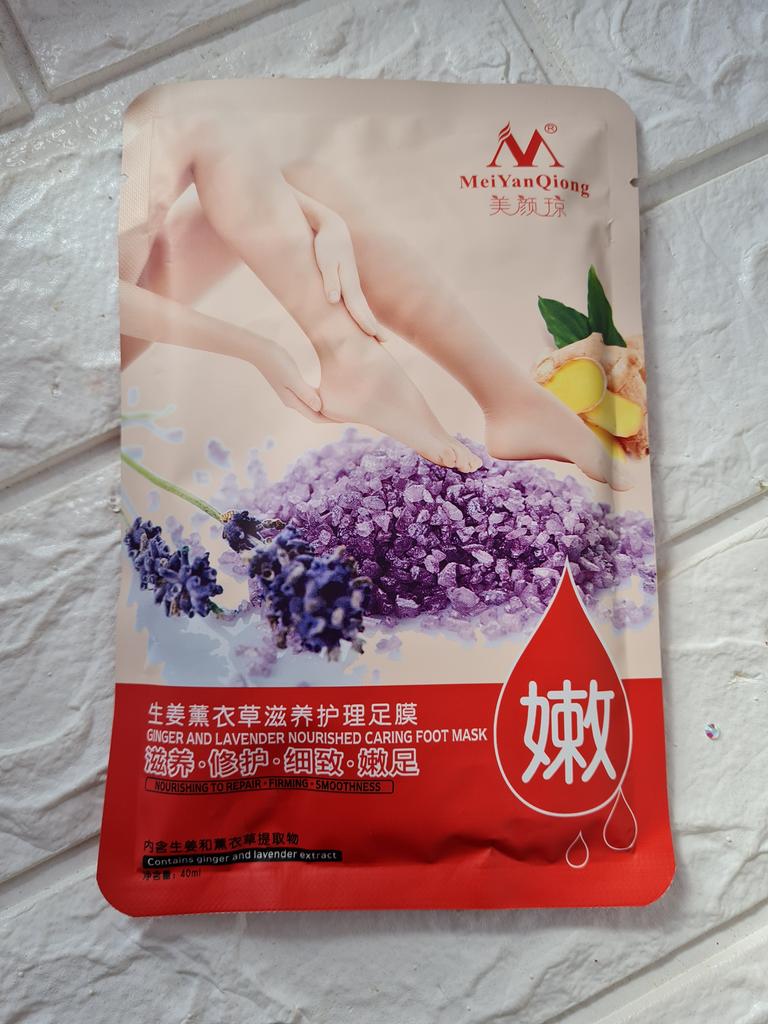 ®
MeiYanQiong
美颜琼
生姜薰衣草滋养护理足膜
GINGER AND LAVENDER NOURISHED CARING FOOT MASK
滋养·修护·细致·嫩足
NOURISHING TO REPAIR·FIRMING·SMOOTHNESS
嫩
内含生姜和薰衣草提取物
Contains ginger and lavender extract
净含量：40ml